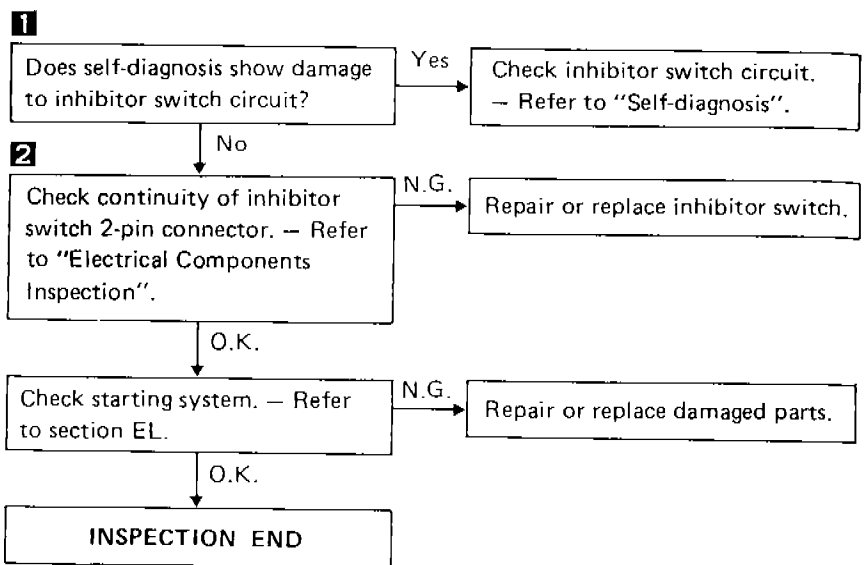 1
Does self-diagnosis show damage
to inhibitor switch circuit?
Yes
Check inhibitor switch circuit.
— Refer to "Self-diagnosis".
No
2
Check continuity of inhibitor
switch 2-pin connector. — Refer
to "Electrical Components
Inspection".
N.G.
Repair or replace inhibitor switch.
O.K.
Check starting system. — Refer
to section EL.
N.G.
Repair or replace damaged parts.
O.K.
INSPECTION END